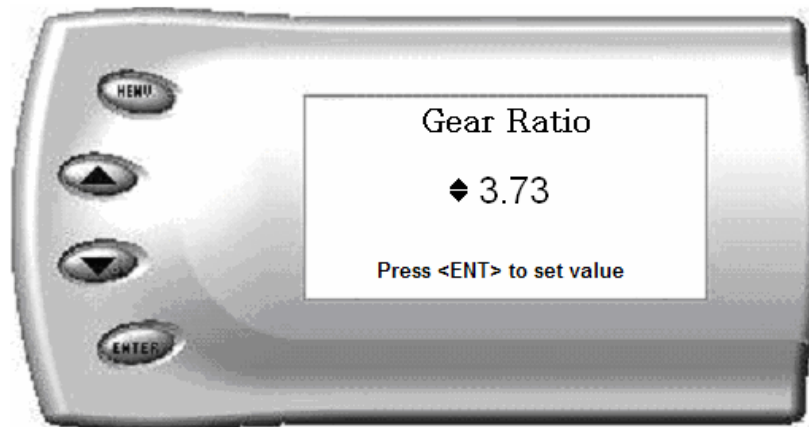 MENU
Gear Ratio
3.73
Press <ENT> to set value
ENTER